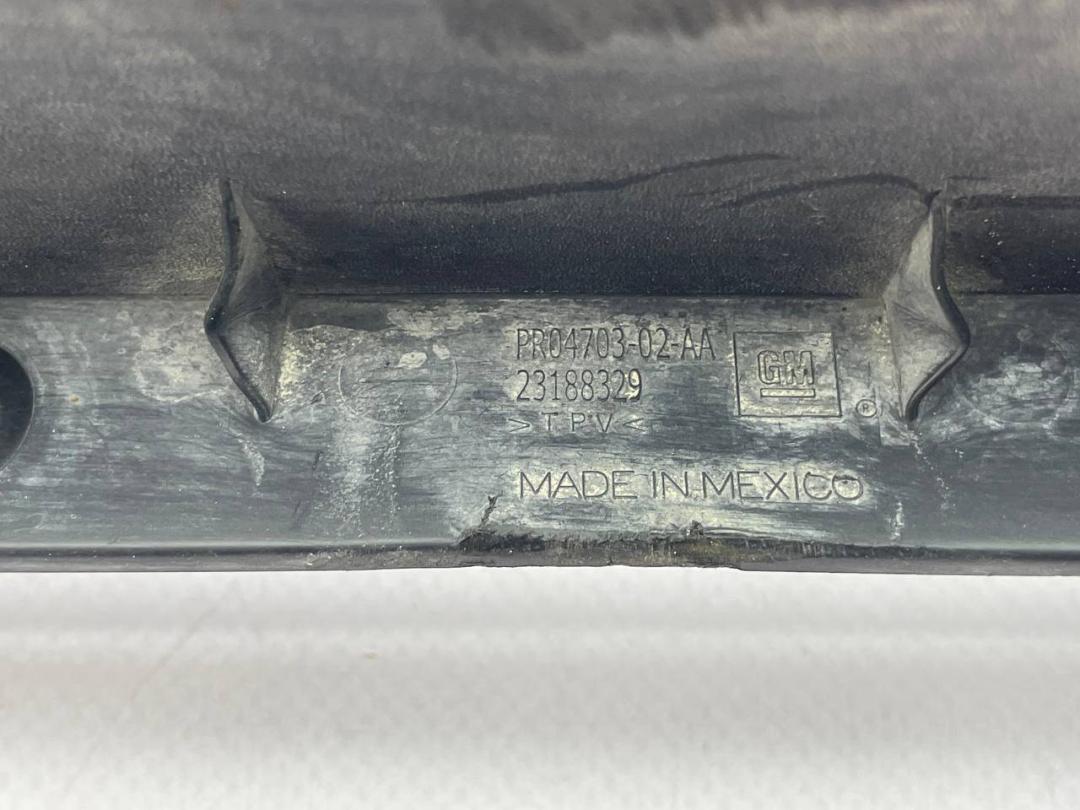 PR04703-02-AA
23188329
>TPV<
GM
®
MADE IN MEXICO